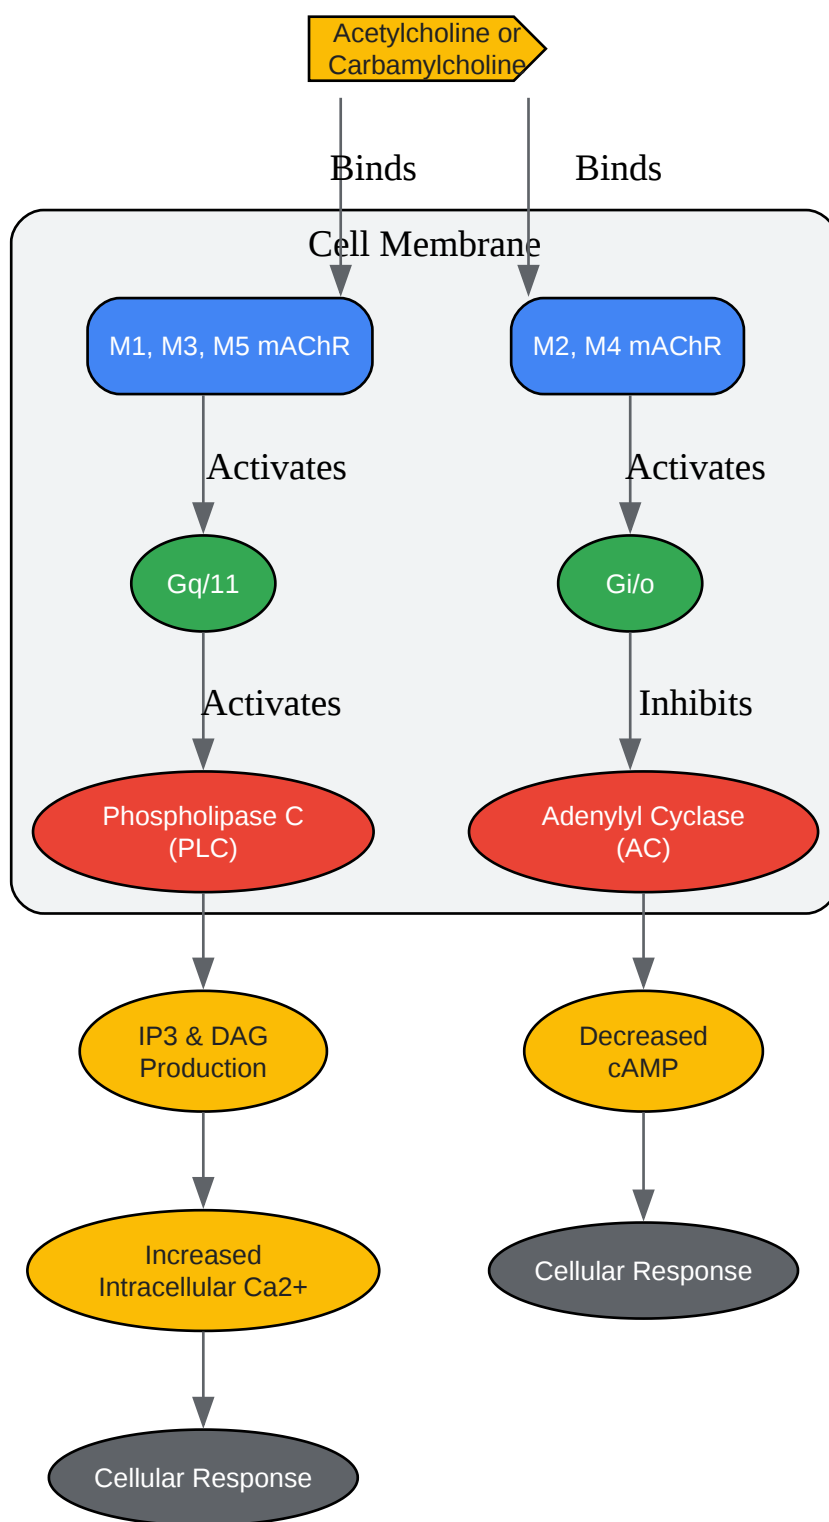 Acetylcholine or
Carbamylcholine
Binds
Binds
Cell Membrane
M1, M3, M5 mAChR
M2, M4 mAChR
Activates
Activates
Gq/11
Gi/o
Activates
Inhibits
Phospholipase C
(PLC)
Adenylyl Cyclase
(AC)
IP3 & DAG
Production
Decreased
cAMP
Increased
Intracellular Ca2+
Cellular Response
Cellular Response